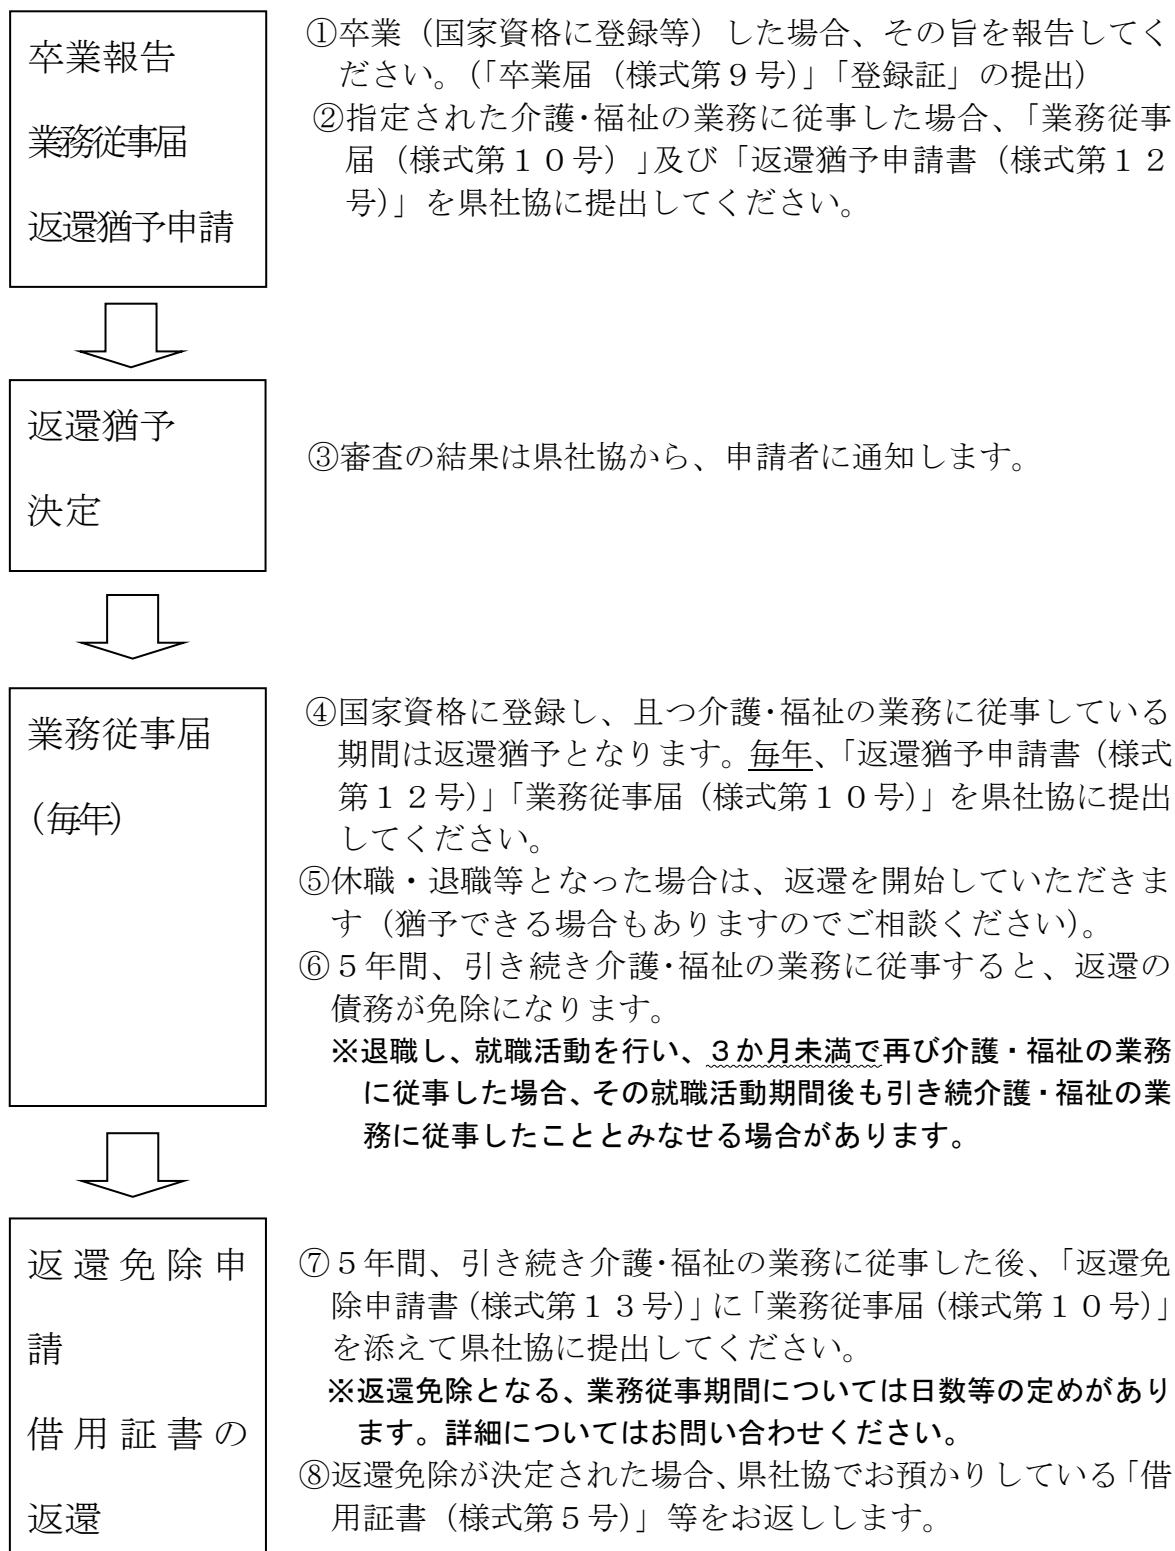 卒業報告
業務従事届
返還猶予申請
①卒業（国家資格に登録等）した場合、その旨を報告してく
ださい。（「卒業届（様式第９号）」「登録証」の提出）
②指定された介護・福祉の業務に従事した場合、「業務従事
届（様式第１０号）」及び「返還猶予申請書（様式第１２
号）」を県社協に提出してください。
返還猶予
決定
③審査の結果は県社協から、申請者に通知します。
業務従事届
（毎年）
④国家資格に登録し、且つ介護・福祉の業務に従事している
期間は返還猶予となります。毎年、「返還猶予申請書（様式
第１２号）」「業務従事届（様式第１０号）」を県社協に提出
してください。
⑤休職・退職等となった場合は、返還を開始していただきま
す（猶予できる場合もありますのでご相談ください）。
⑥５年間、引き続き介護・福祉の業務に従事すると、返還の
債務が免除になります。
※退職し、就職活動を行い、３か月未満で再び介護・福祉の業務
に従事した場合、その就職活動期間後も引き続介護・福祉の業
務に従事したこととみなせる場合があります。
返還免除申
請
借用証書の
返還
⑦５年間、引き続き介護・福祉の業務に従事した後、「返還免
除申請書（様式第１３号）」に「業務従事届（様式第１０号）」
を添えて県社協に提出してください。
※返還免除となる、業務従事期間については日数等の定めがあり
ます。詳細についてはお問い合わせください。
⑧返還免除が決定された場合、県社協でお預かりしている「借
用証書（様式第５号）」等をお返しします。